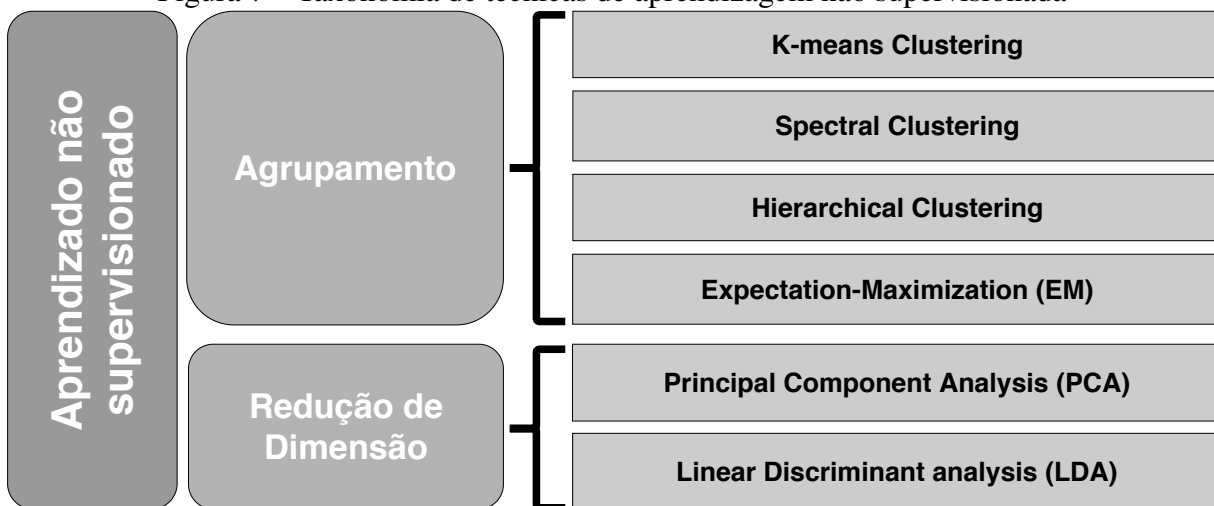 Aprendizado não
supervisionado
Agrupamento
K-means Clustering
Spectral Clustering
Hierarchical Clustering
Expectation-Maximization (EM)
Redução de
Dimensão
Principal Component Analysis (PCA)
Linear Discriminant analysis (LDA)